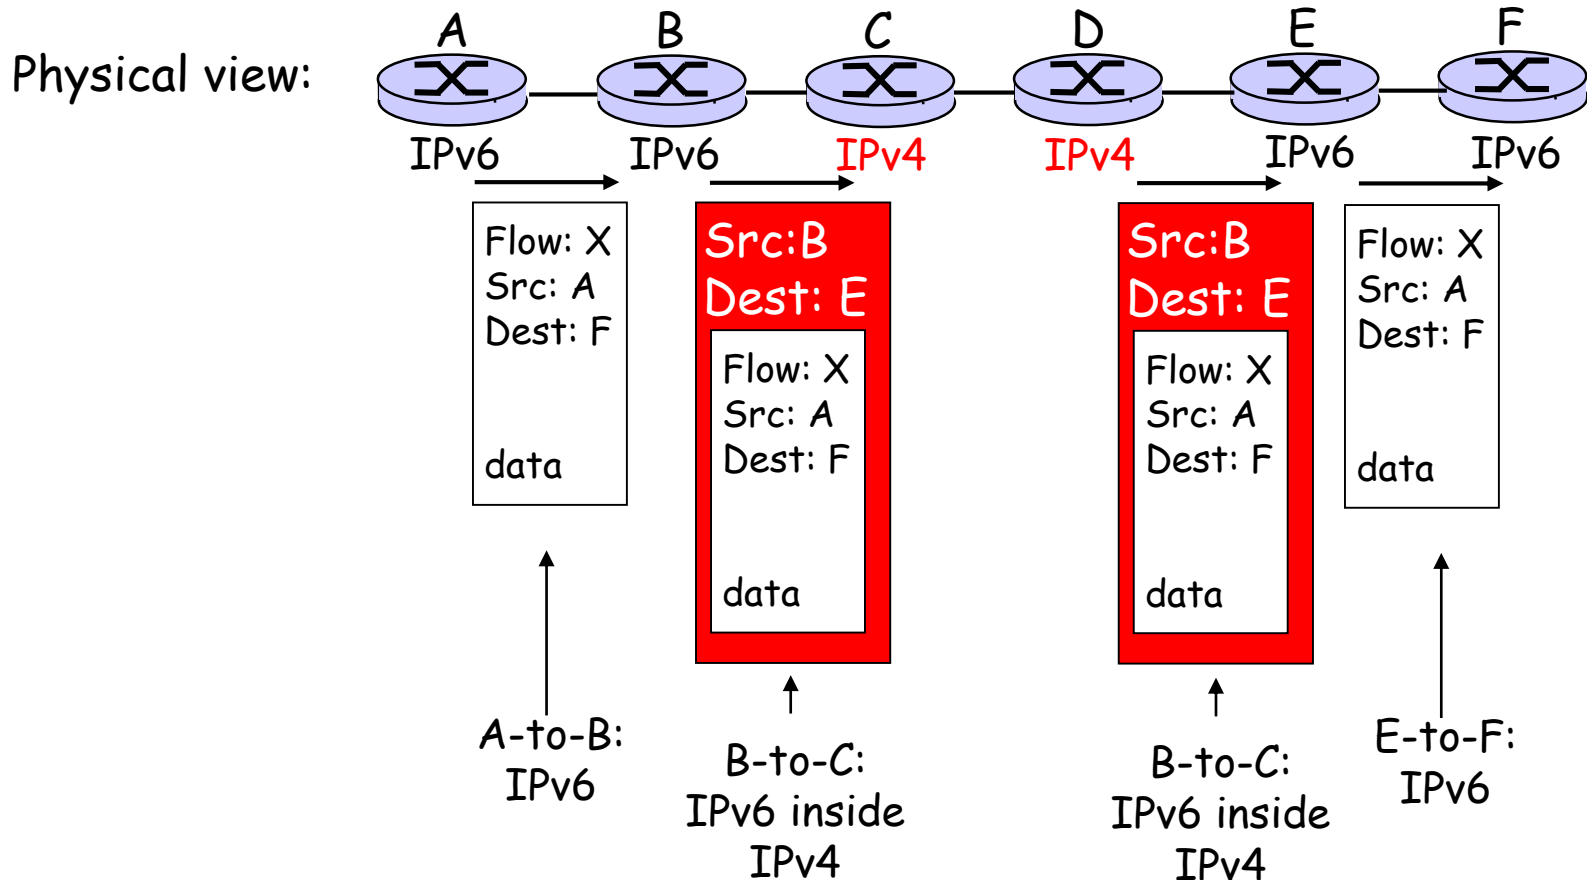 Physical view:
A
B
C
D
E
F
IPv6
IPv6
IPv4
IPv4
IPv6
IPv6
Flow: X
Src: A
Dest: F
data
Src:B
Dest: E
Flow: X
Src: A
Dest: F
data
Src:B
Dest: E
Flow: X
Src: A
Dest: F
data
Flow: X
Src: A
Dest: F
data
A-to-B:
IPv6
B-to-C:
IPv6 inside
IPv4
B-to-C:
IPv6 inside
IPv4
E-to-F:
IPv6